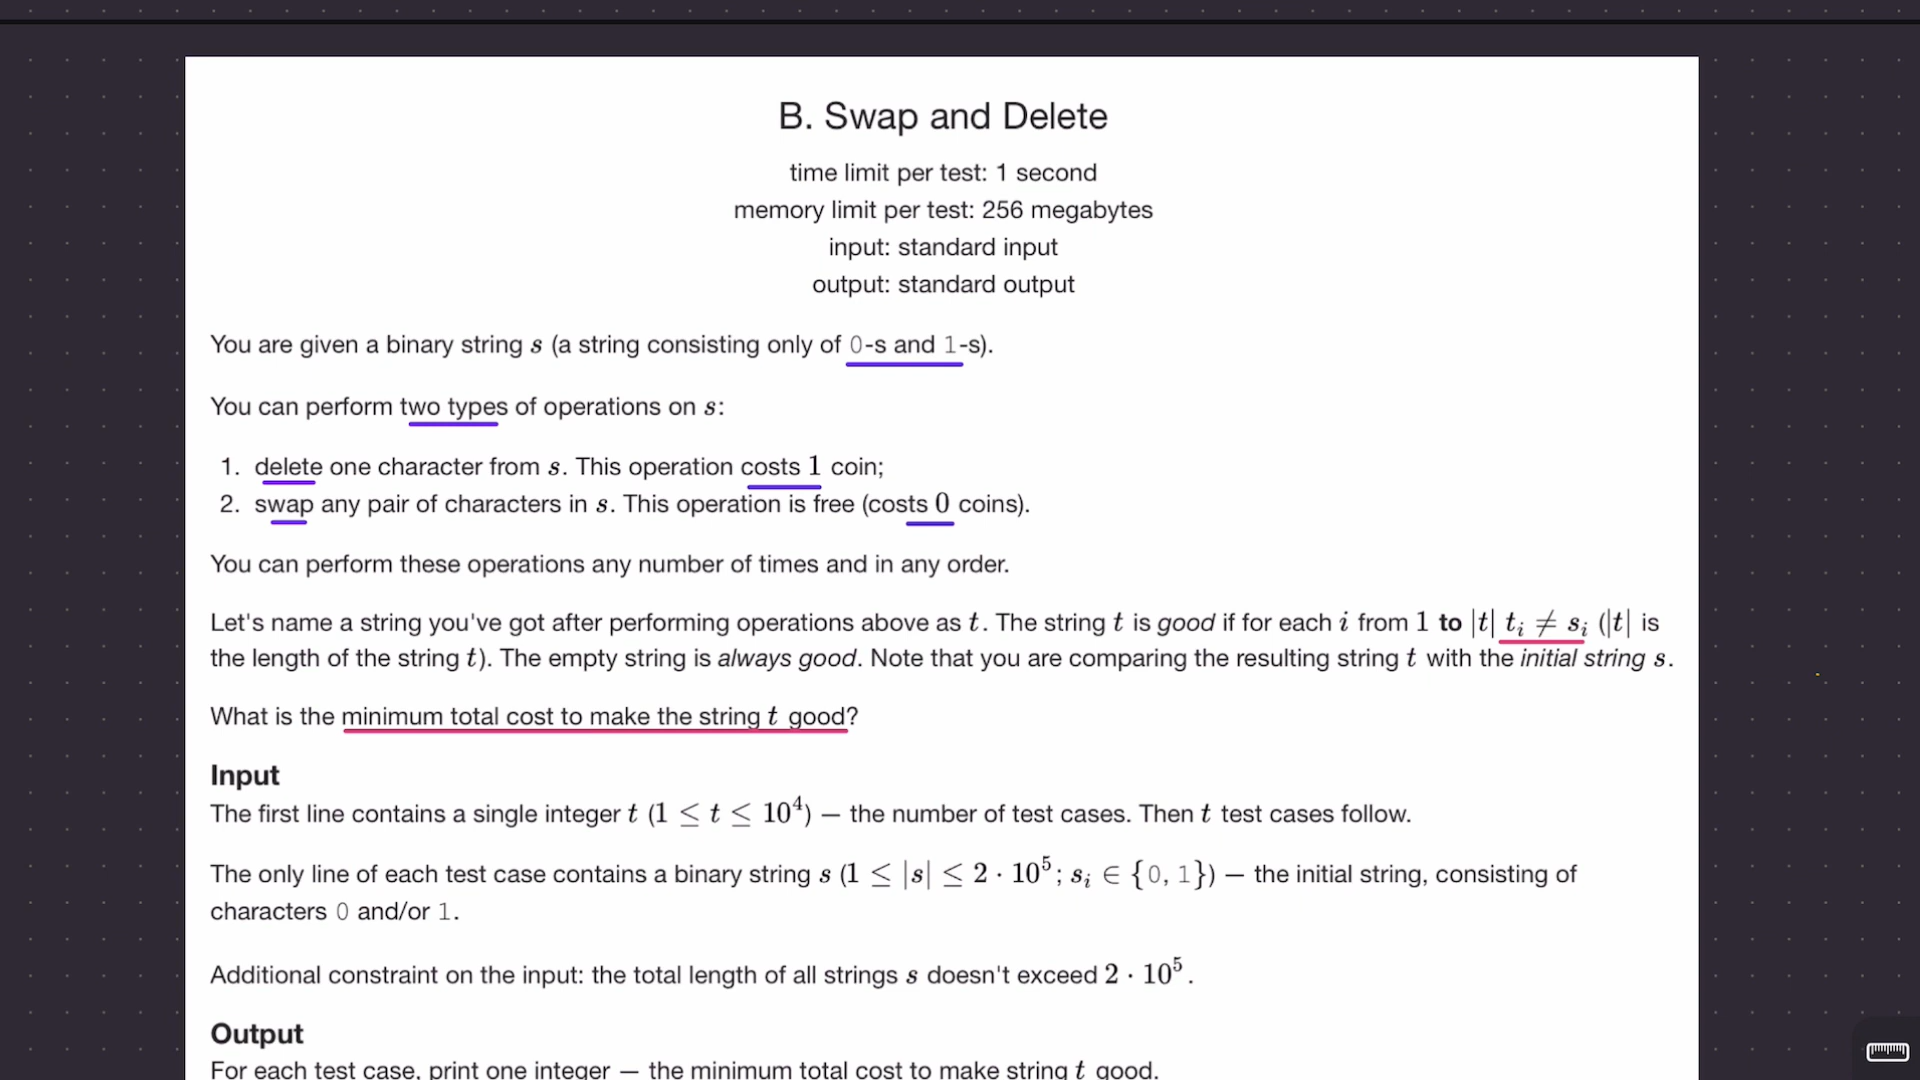 B. Swap and Delete
time limit per test: 1 second
memory limit per test: 256 megabytes
input: standard input
output: standard output
You are given a binary string s (a string consisting only of 0-s and 1-s).
You can perform two types of operations on s:
1. delete one character from s. This operation costs 1 coin;
2. swap any pair of characters in s. This operation is free (costs 0 coins).
You can perform these operations any number of times and in any order.
Let's name a string you've got after performing operations above as t. The string t is good if for each i from 1 to |t| tᵢ ≠ sᵢ (|t| is
the length of the string t). The empty string is always good. Note that you are comparing the resulting string t with the initial string s.
What is the minimum total cost to make the string t good?
Input
The first line contains a single integer t (1 ≤ t ≤ 10⁴) — the number of test cases. Then t test cases follow.
The only line of each test case contains a binary string s (1 ≤ |s| ≤ 2 · 10⁵; sᵢ ∈ {0, 1}) — the initial string, consisting of
characters 0 and/or 1.
Additional constraint on the input: the total length of all strings s doesn't exceed 2 · 10⁵.
Output
For each test case, print one integer — the minimum total cost to make string t good.